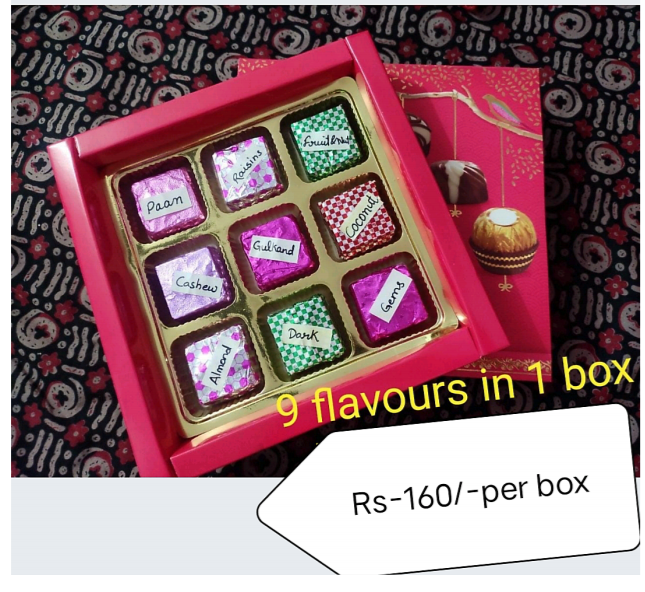 Paan
Raisins
Fruit&Nut
Cashew
Gulkand
Coconut
Almond
Dark
Gems
9 flavours in 1 box
Rs-160/-per box